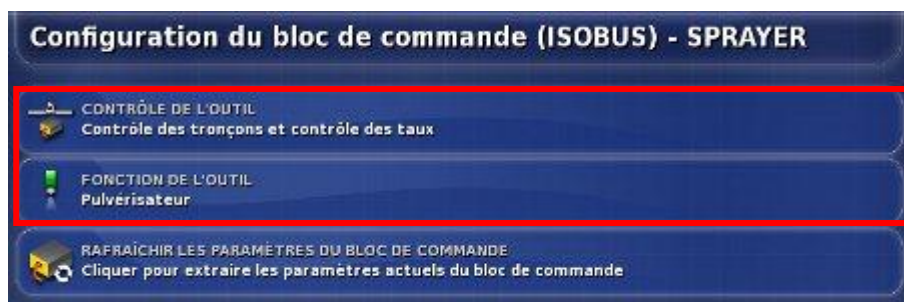 Configuration du bloc de commande (ISOBUS) - SPRAYER
CONTRÔLE DE L'OUTIL
Contrôle des tronçons et contrôle des taux
FONCTION DE L'OUTIL
Pulvérisateur
RAFRAÎCHIR LES PARAMÈTRES DU BLOC DE COMMANDE
Cliquer pour extraire les paramètres actuels du bloc de commande